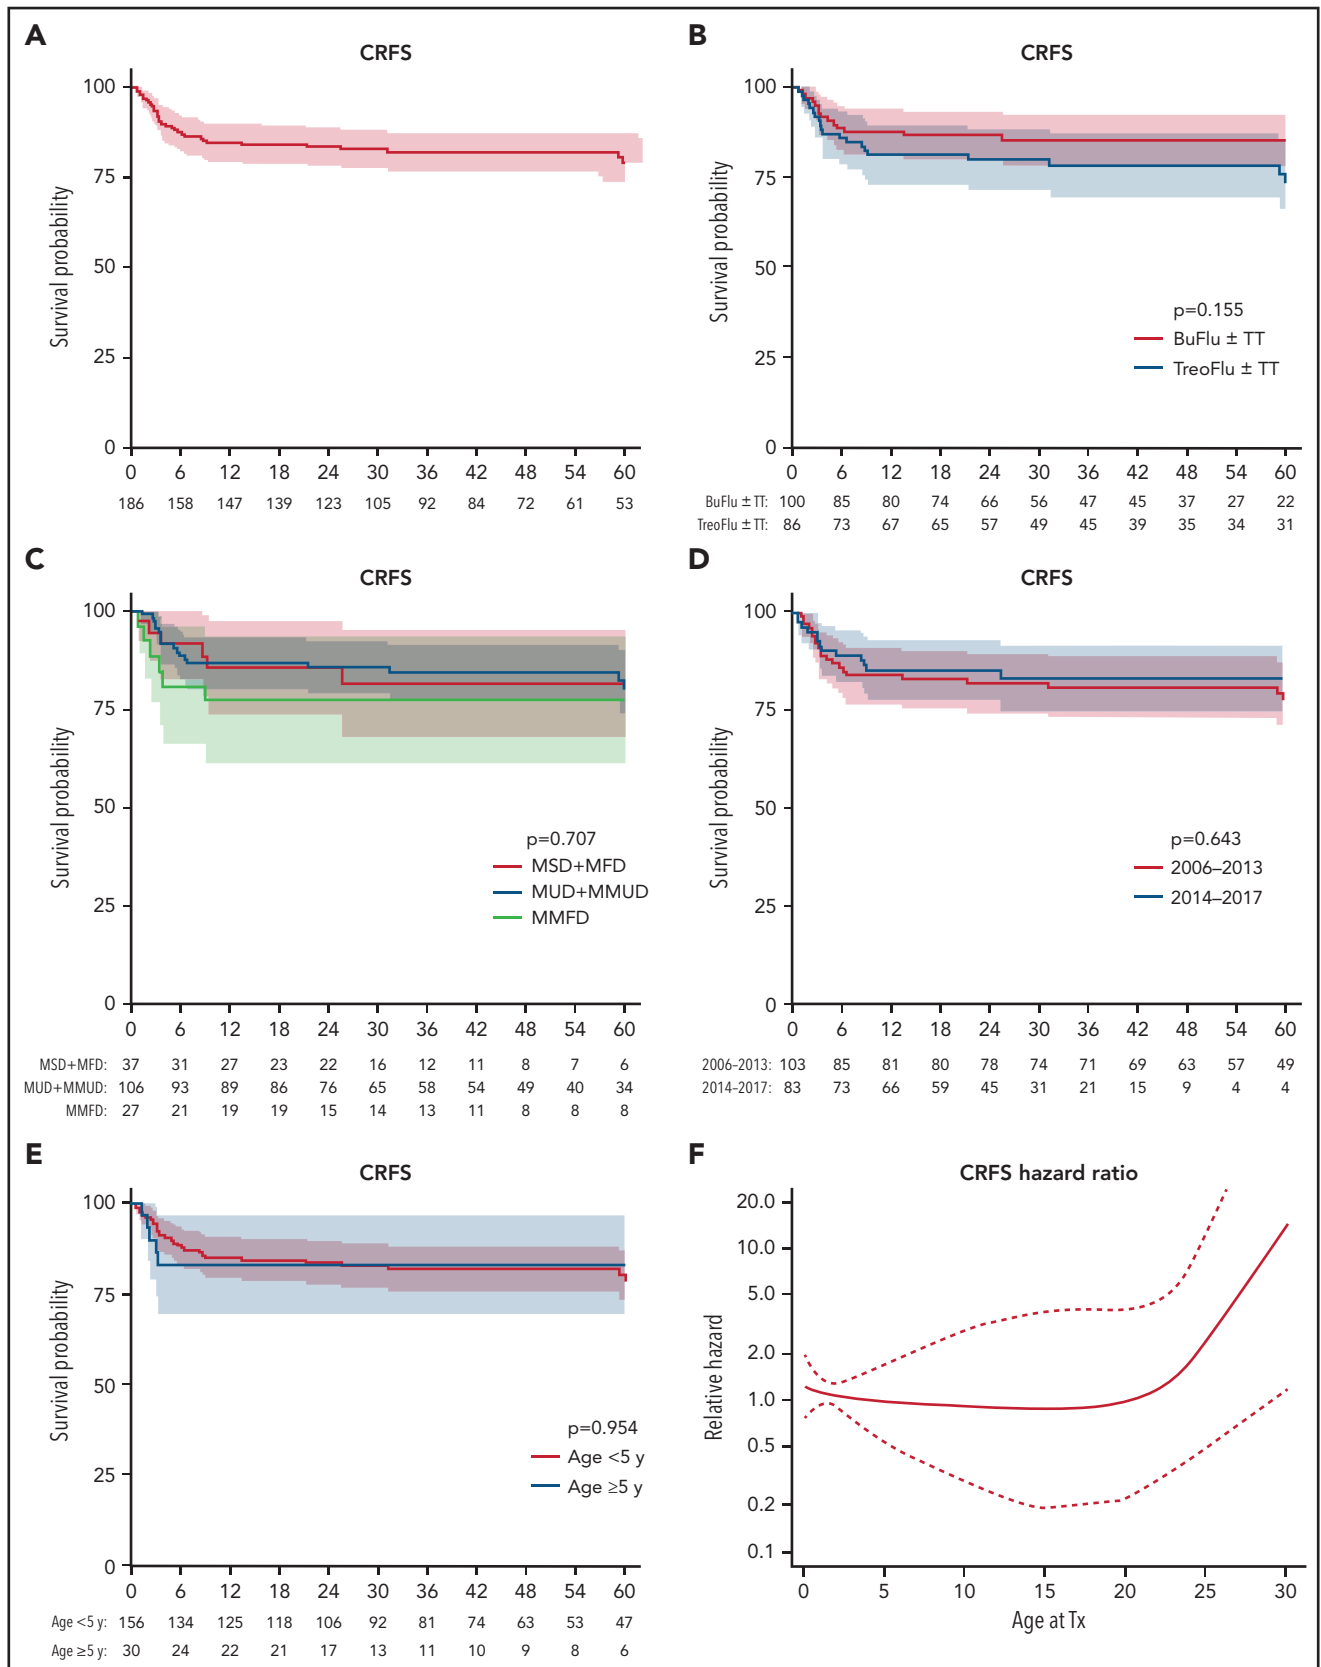 A
CRFS
100
75
50
25
0
Survival probability
0 6 12 18 24 30 36 42 48 54 60
186 158 147 139 123 105 92 84 72 61 53
B
CRFS
100
75
50
25
0
Survival probability
p=0.155
BuFlu ± TT
TreoFlu ± TT
0 6 12 18 24 30 36 42 48 54 60
BuFlu ± TT: 100 85 80 74 66 56 47 45 37 27 22
TreoFlu ± TT: 86 73 67 65 57 49 45 39 35 34 31
C
CRFS
100
75
50
25
0
Survival probability
p=0.707
MSD+MFD
MUD+MMUD
MMFD
0 6 12 18 24 30 36 42 48 54 60
MSD+MFD: 37 31 27 23 22 16 12 11 8 7 6
MUD+MMUD: 106 93 89 86 76 65 58 54 49 40 34
MMFD: 27 21 19 19 15 14 13 11 8 8 8
D
CRFS
100
75
50
25
0
Survival probability
p=0.643
2006–2013
2014–2017
0 6 12 18 24 30 36 42 48 54 60
2006–2013: 103 85 81 80 78 74 71 69 63 57 49
2014–2017: 83 73 66 59 45 31 21 15 9 4 4
E
CRFS
100
75
50
25
0
Survival probability
p=0.954
Age <5 y
Age ≥5 y
0 6 12 18 24 30 36 42 48 54 60
Age <5 y: 156 134 125 118 106 92 81 74 63 53 47
Age ≥5 y: 30 24 22 21 17 13 11 10 9 8 6
F
CRFS hazard ratio
20.0
10.0
5.0
2.0
1.0
0.5
0.2
0.1
Relative hazard
0 5 10 15 20 25 30
Age at Tx